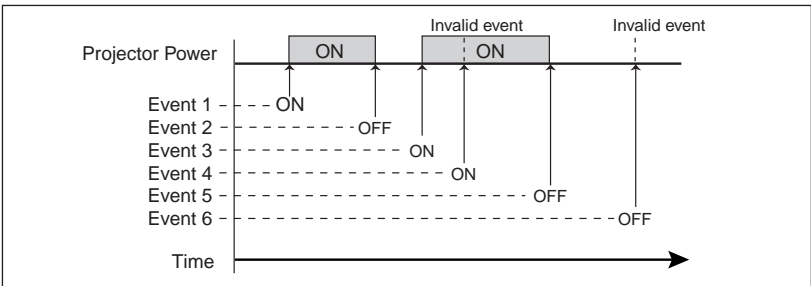 Invalid event Invalid event
Projector Power ON ON
Event 1 ON
Event 2 OFF
Event 3 ON
Event 4 ON
Event 5 OFF
Event 6 OFF
Time